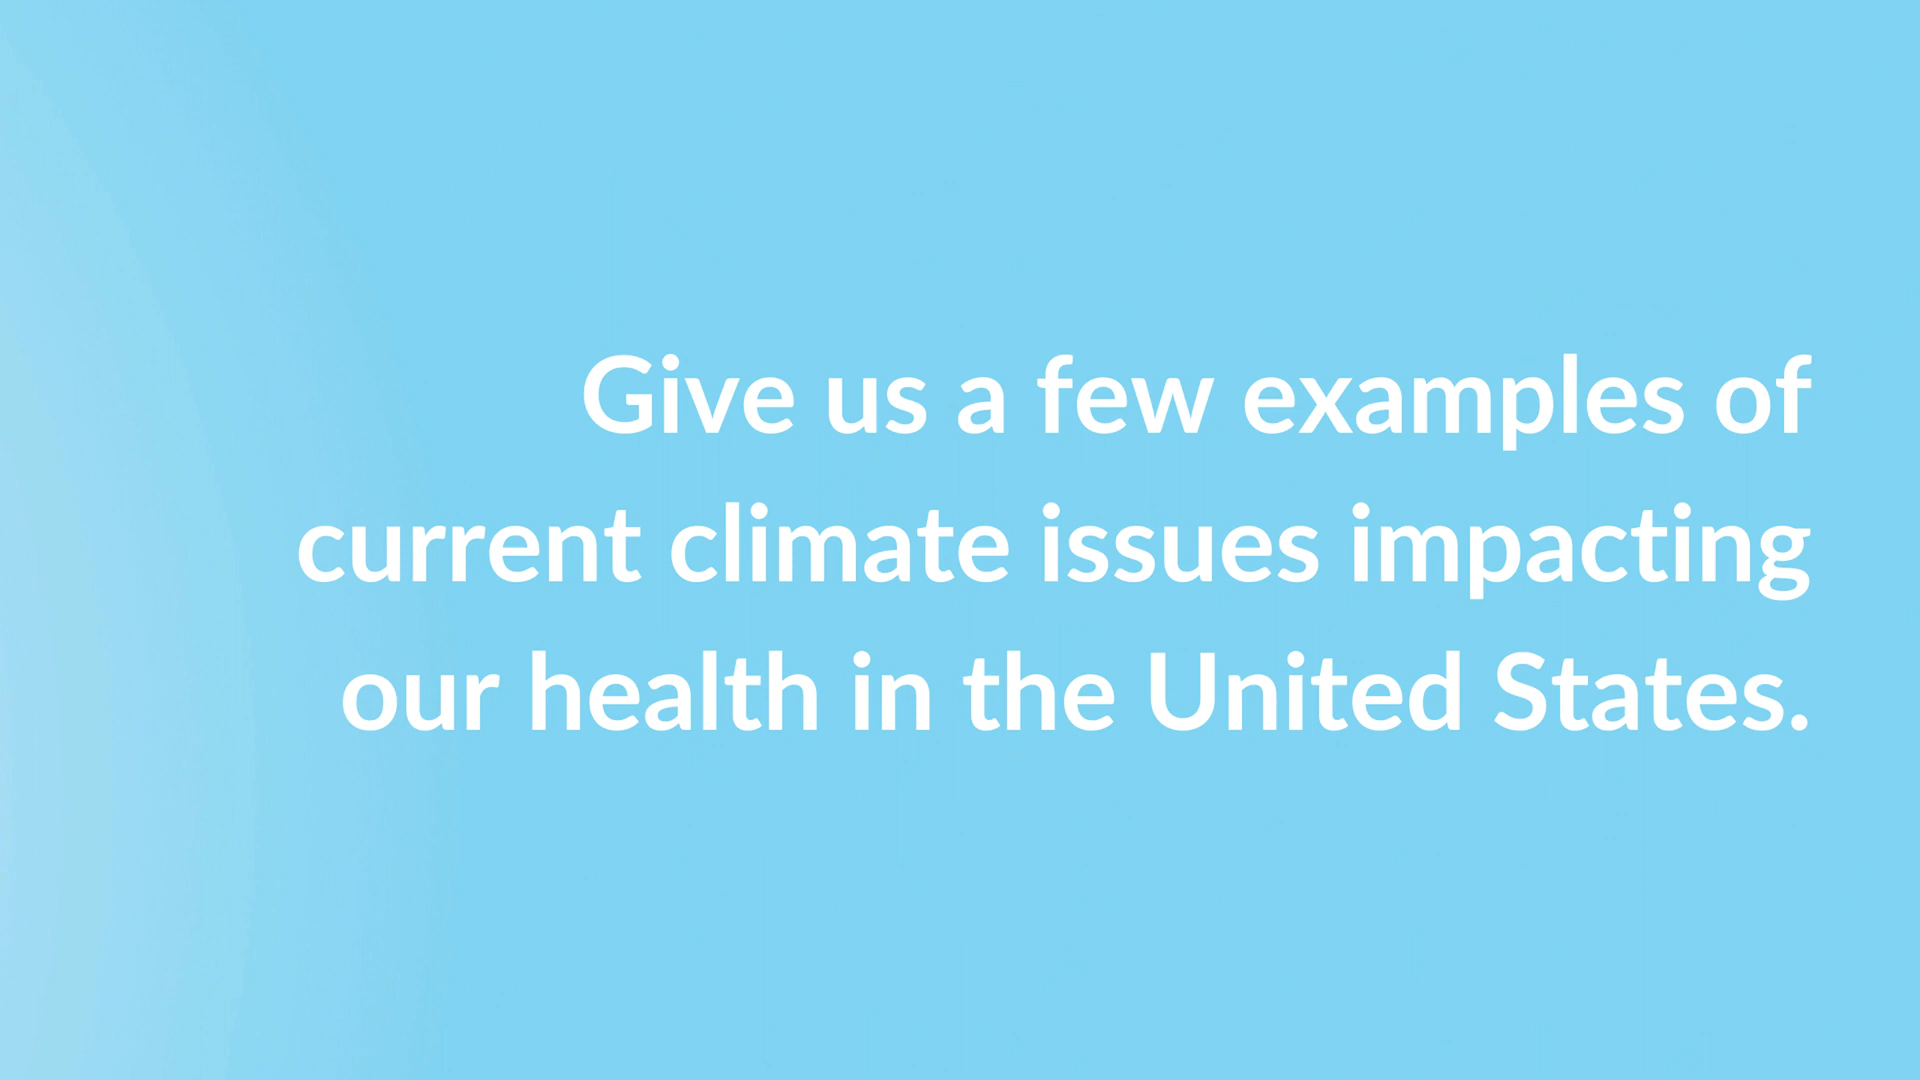 Give us a few examples of
current climate issues impacting
our health in the United States.